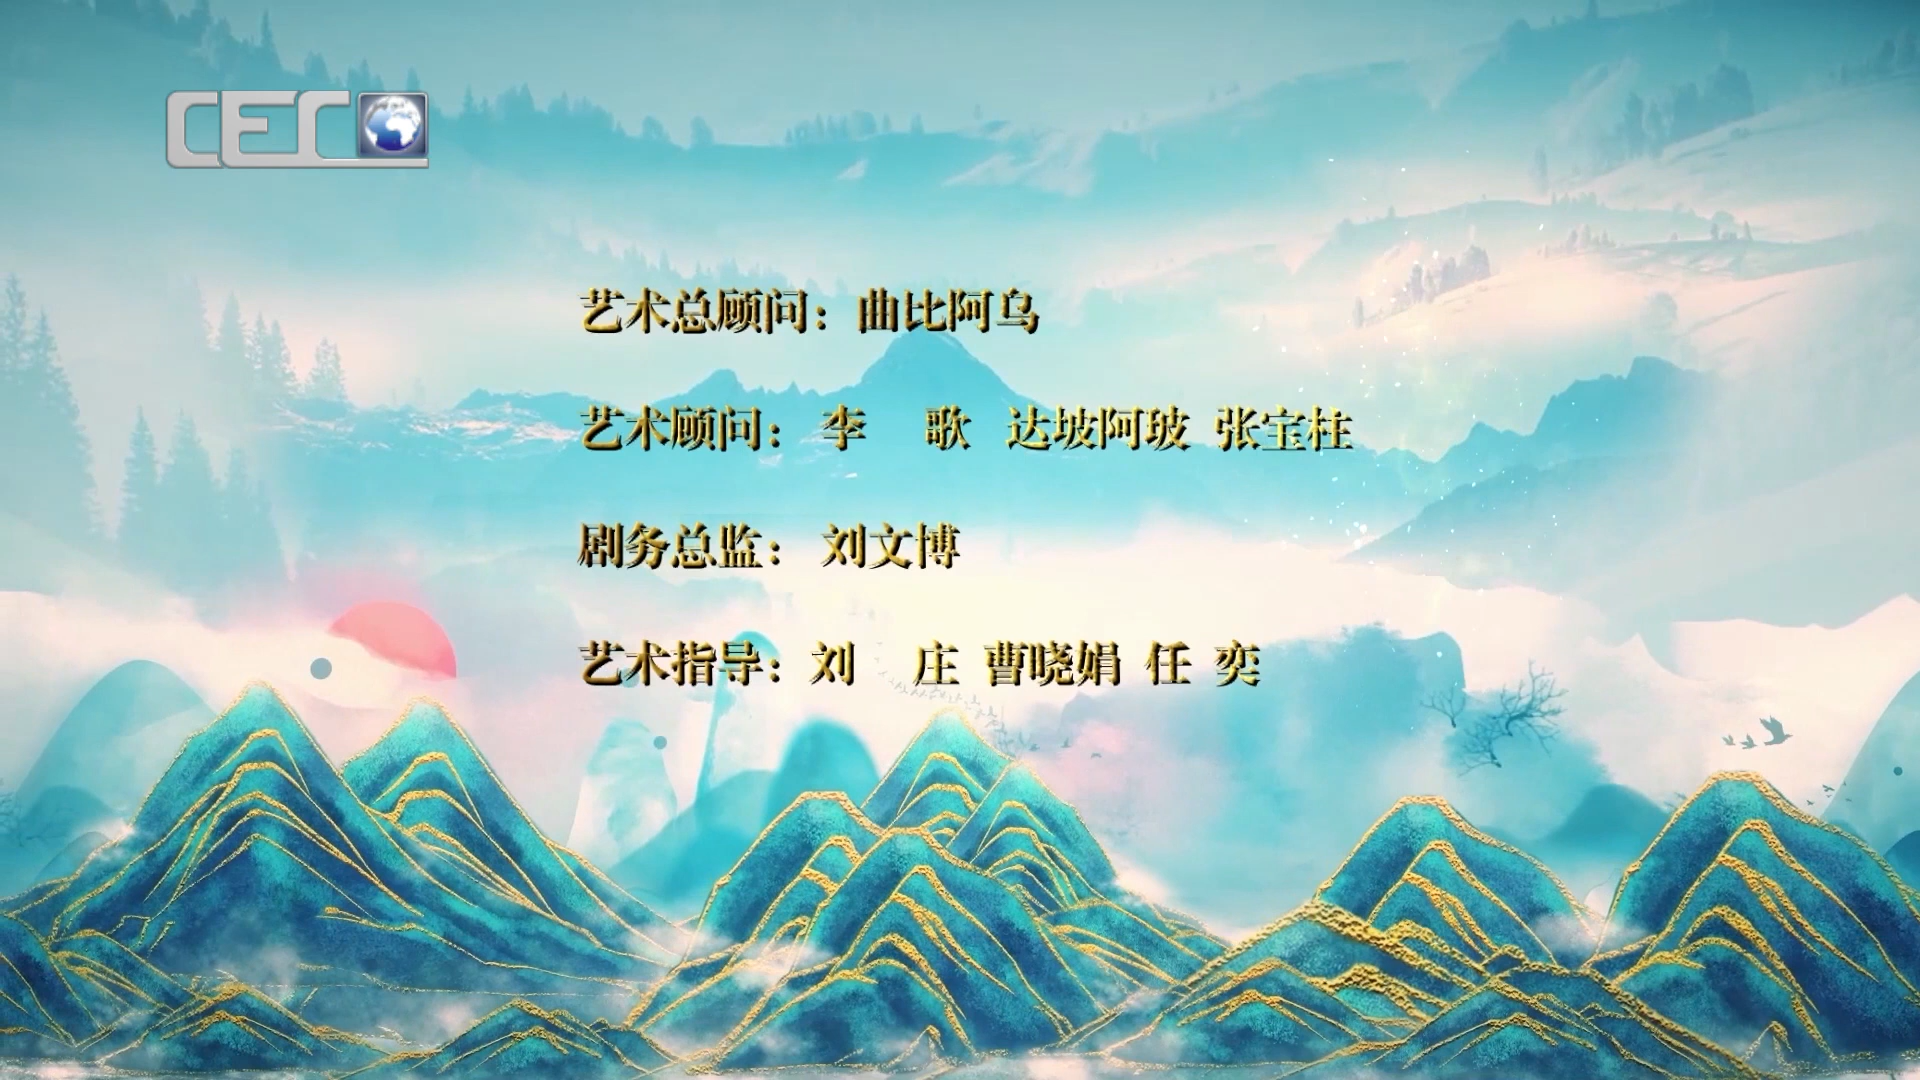 CEC
艺术总顾问：曲比阿乌
艺术顾问： 李 歌 达坡阿玻 张宝柱
剧务总监： 刘文博
艺术指导：刘 庄 曹晓娟 任 奕